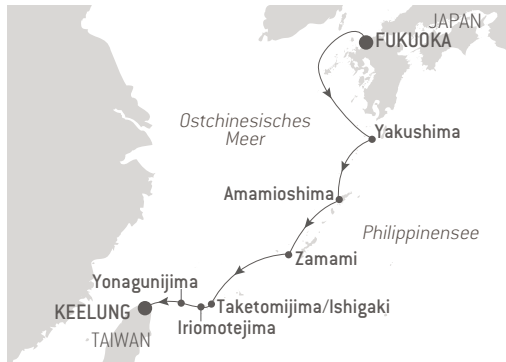 JAPAN
FUKUOKA
Ostchinesisches
Meer
Yakushima
Amamioshima
Philippinensee
Zamami
Yonagunijima
Taketomijima/Ishigaki
KEELUNG
Iriomotejima
TAIWAN